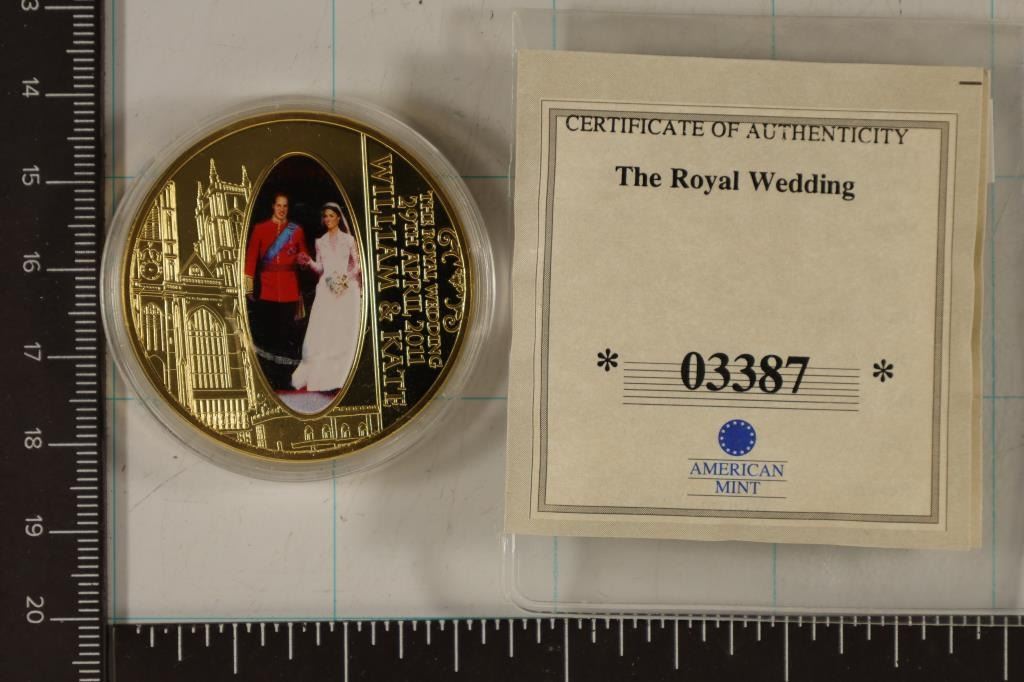 13
14
15
16
17
18
19
20
THE ROYAL WEDDING
29TH APRIL 2011
WILLIAM & KATE
CERTIFICATE OF AUTHENTICITY
The Royal Wedding
* 03387 *
AMERICAN
MINT